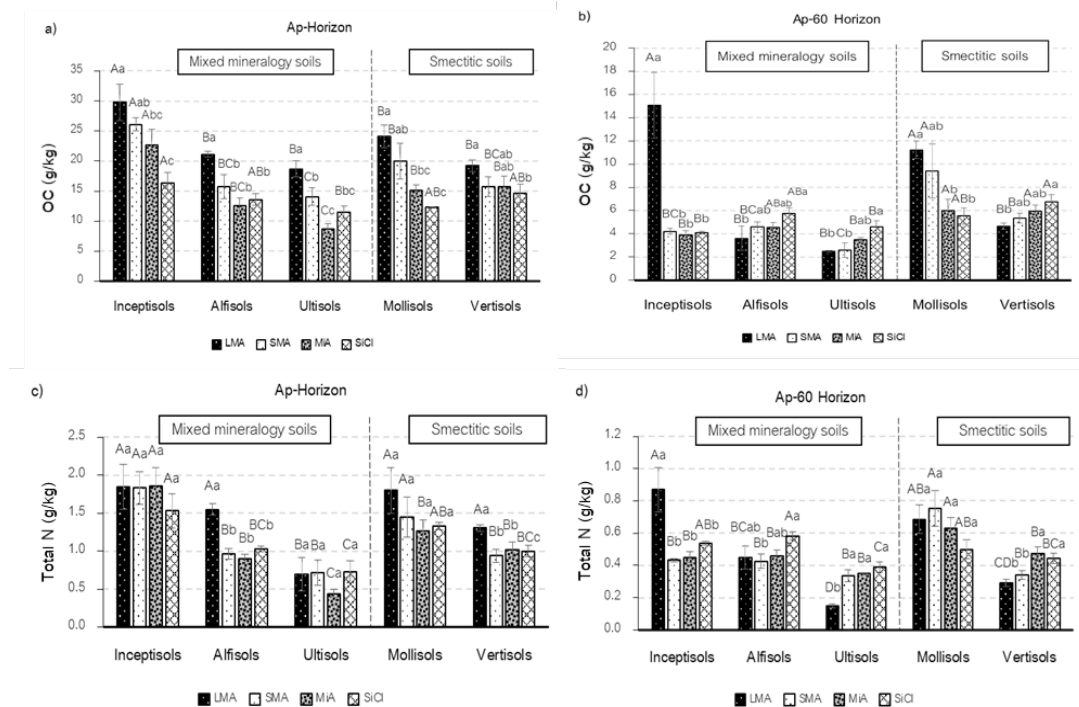 a)
Ap-Horizon
Mixed mineralogy soils
Smectitic soils
OC (g/kg)
40
35
30
25
20
15
10
5
0
Aa Aab Abc Ac
Ba BCb BCb ABb
Ba Cb Cc Bbc
Ba Bab Bbc ABc
Ba BCab Bab ABb
Inceptisols Alfisols Ultisols Mollisols Vertisols
LMA SMA MiA SiCl
b)
Ap-60 Horizon
Mixed mineralogy soils
Smectitic soils
OC (g/kg)
20
18
16
14
12
10
8
6
4
2
0
Aa BCb Bb Bb
Bb BCab ABab ABa
Bb Cb Bab Ba
Aa Aab Ab ABb
Bb Bab Aab Aa
Inceptisols Alfisols Ultisols Mollisols Vertisols
LMA SMA MiA SiCl
c)
Ap-Horizon
Mixed mineralogy soils
Smectitic soils
Total N (g/kg)
2.5
2.0
1.5
1.0
0.5
0.0
Aa Aa Aa Aa
Aa Bb Bb BCb
Ba Ba Ca Ca
Aa Aa Ba ABa
Aa Bb Bb BCc
Inceptisols Alfisols Ultisols Mollisols Vertisols
LMA SMA MiA SiCl
d)
Ap-60 Horizon
Mixed mineralogy soils
Smectitic soils
Total N (g/kg)
1.2
1.0
0.8
0.6
0.4
0.2
0.0
Aa Bb Bb ABb
BCab Bb Bab Aa
Db Ba Ba Ca
ABa Aa Aa ABa
CDb Bb Ba BCa
Inceptisols Alfisols Ultisols Mollisols Vertisols
LMA SMA MiA SiCl